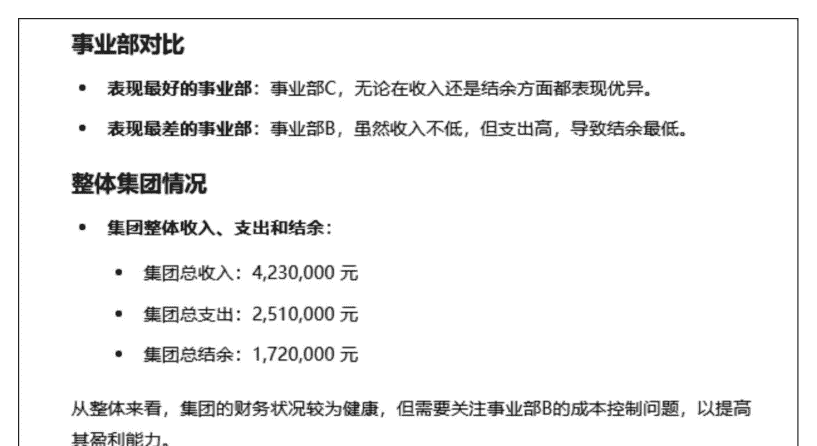 事业部对比
• 表现最好的事业部：事业部C，无论在收入还是结余方面都表现优异。
• 表现最差的事业部：事业部B，虽然收入不低，但支出高，导致结余最低。
整体集团情况
• 集团整体收入、支出和结余：
• 集团总收入：4,230,000 元
• 集团总支出：2,510,000 元
• 集团总结余：1,720,000 元
从整体来看，集团的财务状况较为健康，但需要关注事业部B的成本控制问题，以提高
其盈利能力。